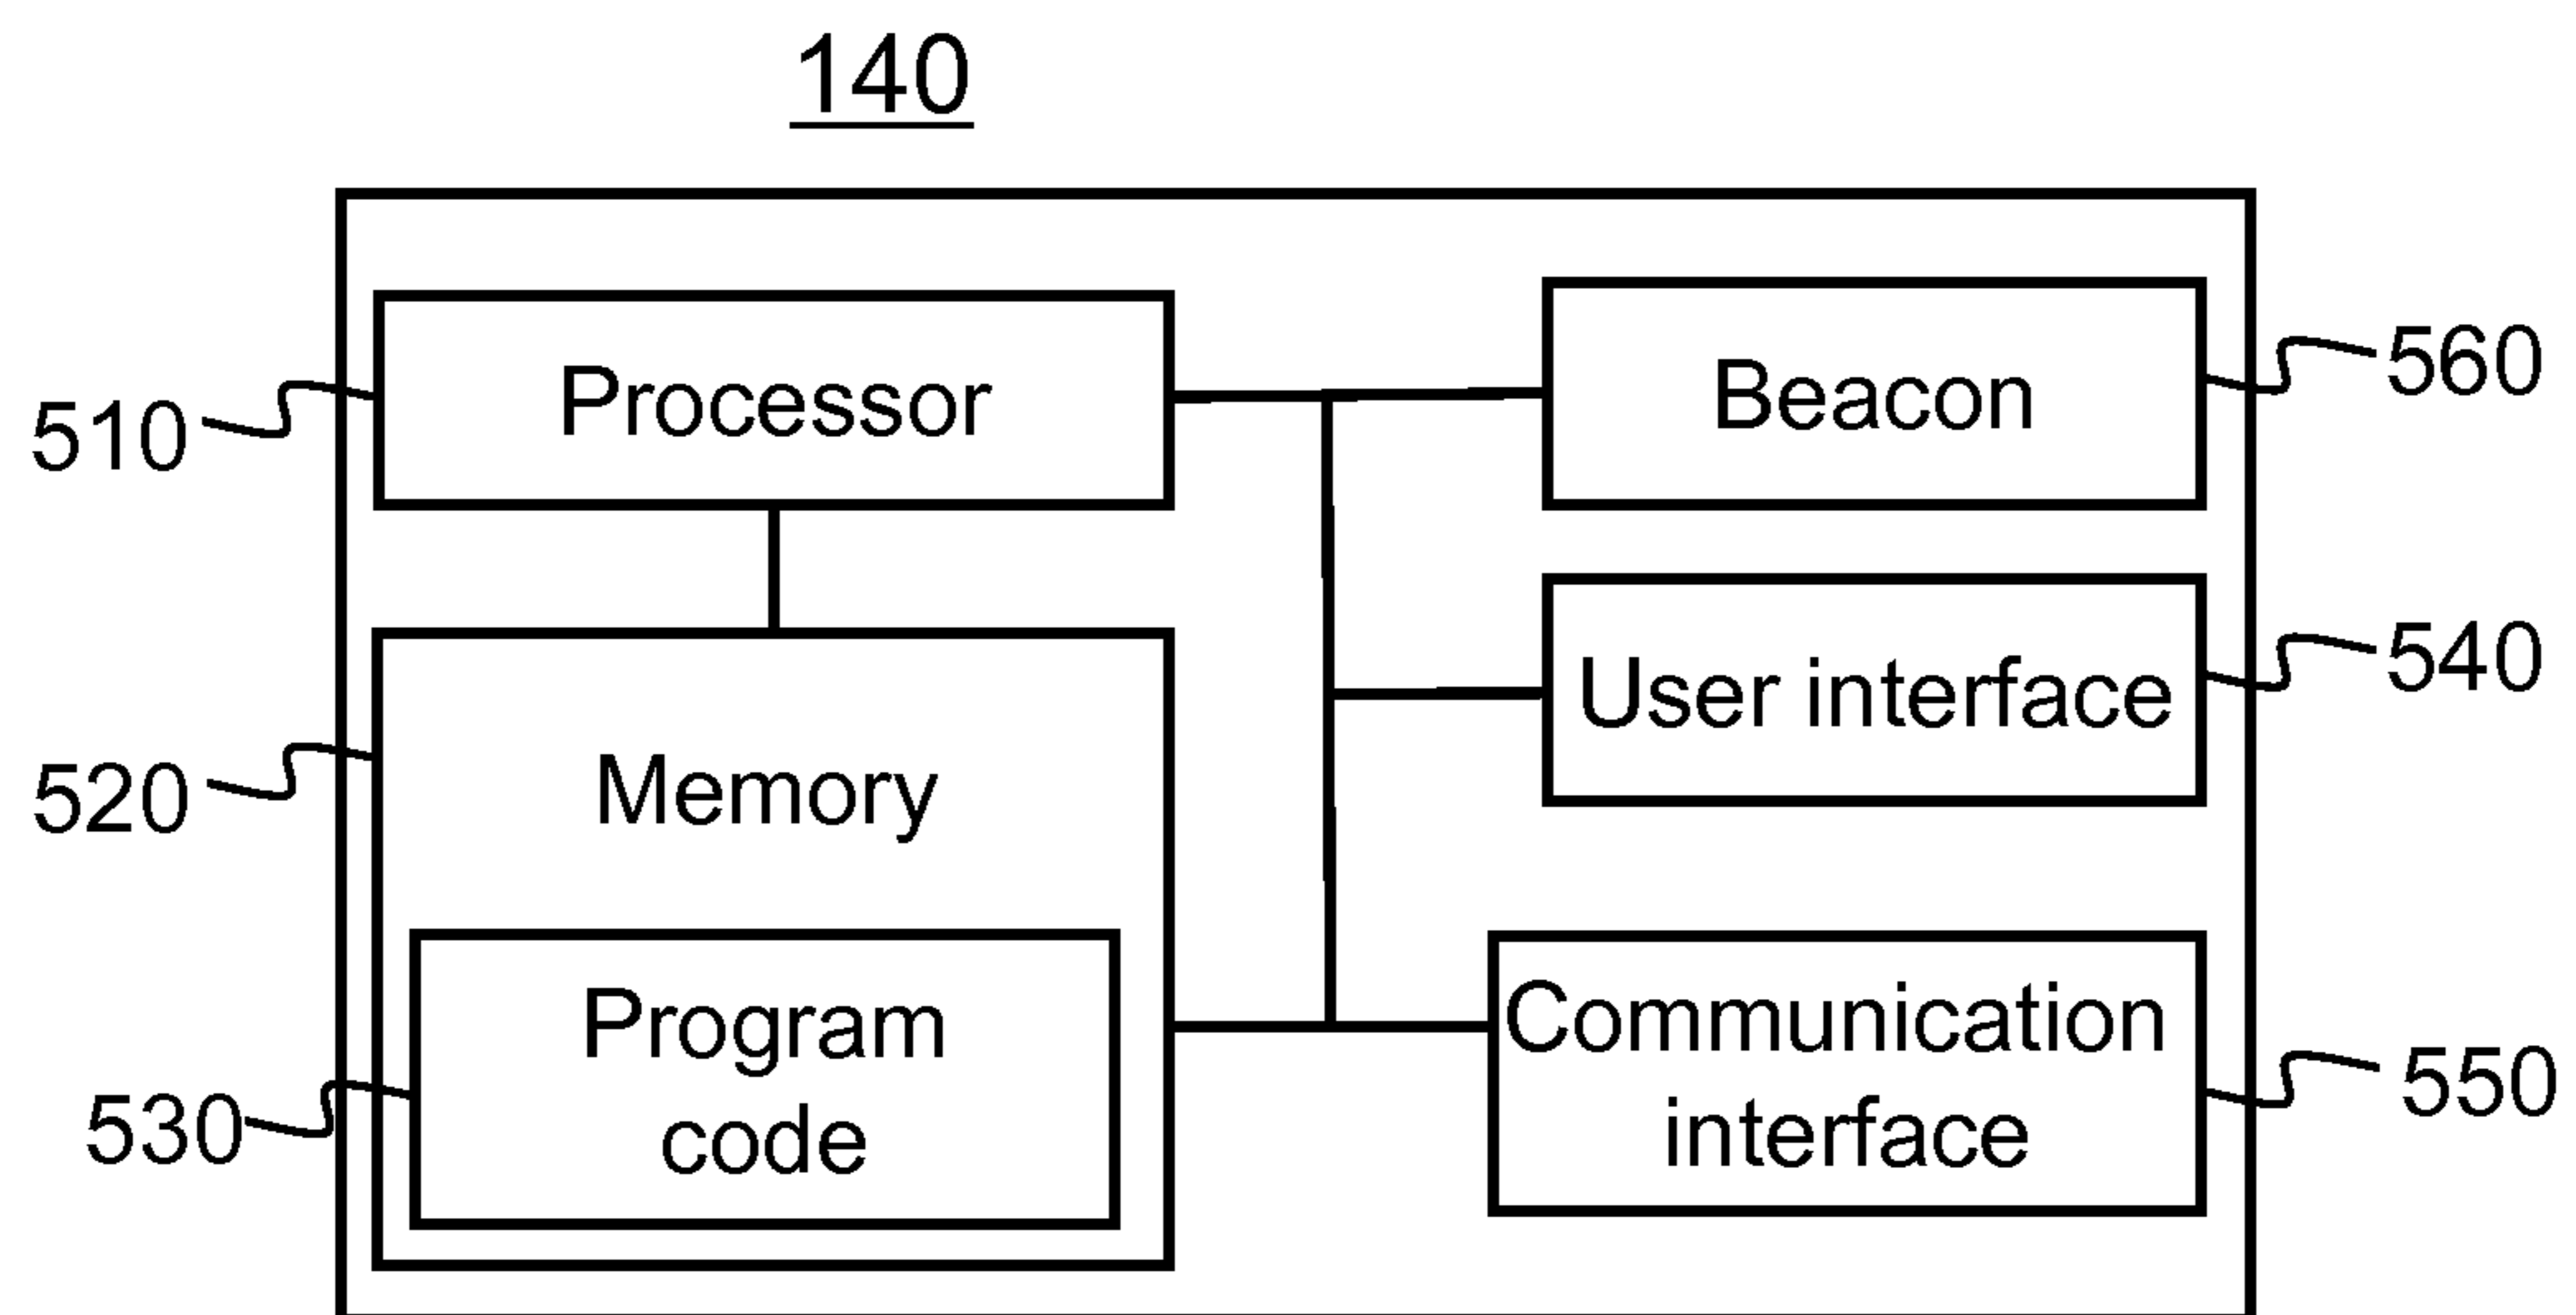 140
510
Processor
Beacon
560
User interface
540
520
Memory
530
Program
code
Communication
interface
550